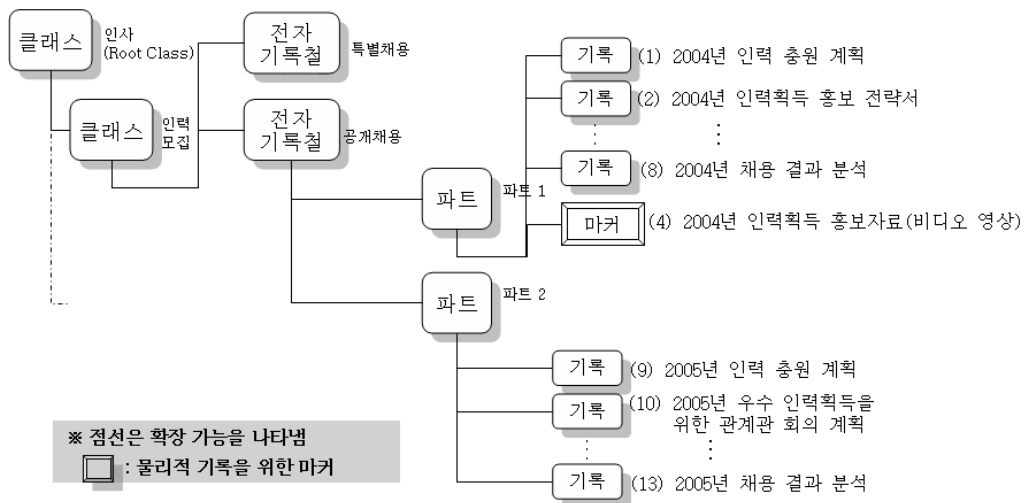 클래스
인사
(Root Class)
클래스
인력
모집
전자
기록철
특별채용
전자
기록철
공개채용
파트
파트 1
기록
(1) 2004년 인력 충원 계획
기록
(2) 2004년 인력획득 홍보 전략서
기록
(8) 2004년 채용 결과 분석
마커
(4) 2004년 인력획득 홍보자료(비디오 영상)
파트
파트 2
기록
(9) 2005년 인력 충원 계획
기록
(10) 2005년 우수 인력획득을
위한 관계관 회의 계획
기록
(13) 2005년 채용 결과 분석
※ 점선은 확장 가능을 나타냄
: 물리적 기록을 위한 마커